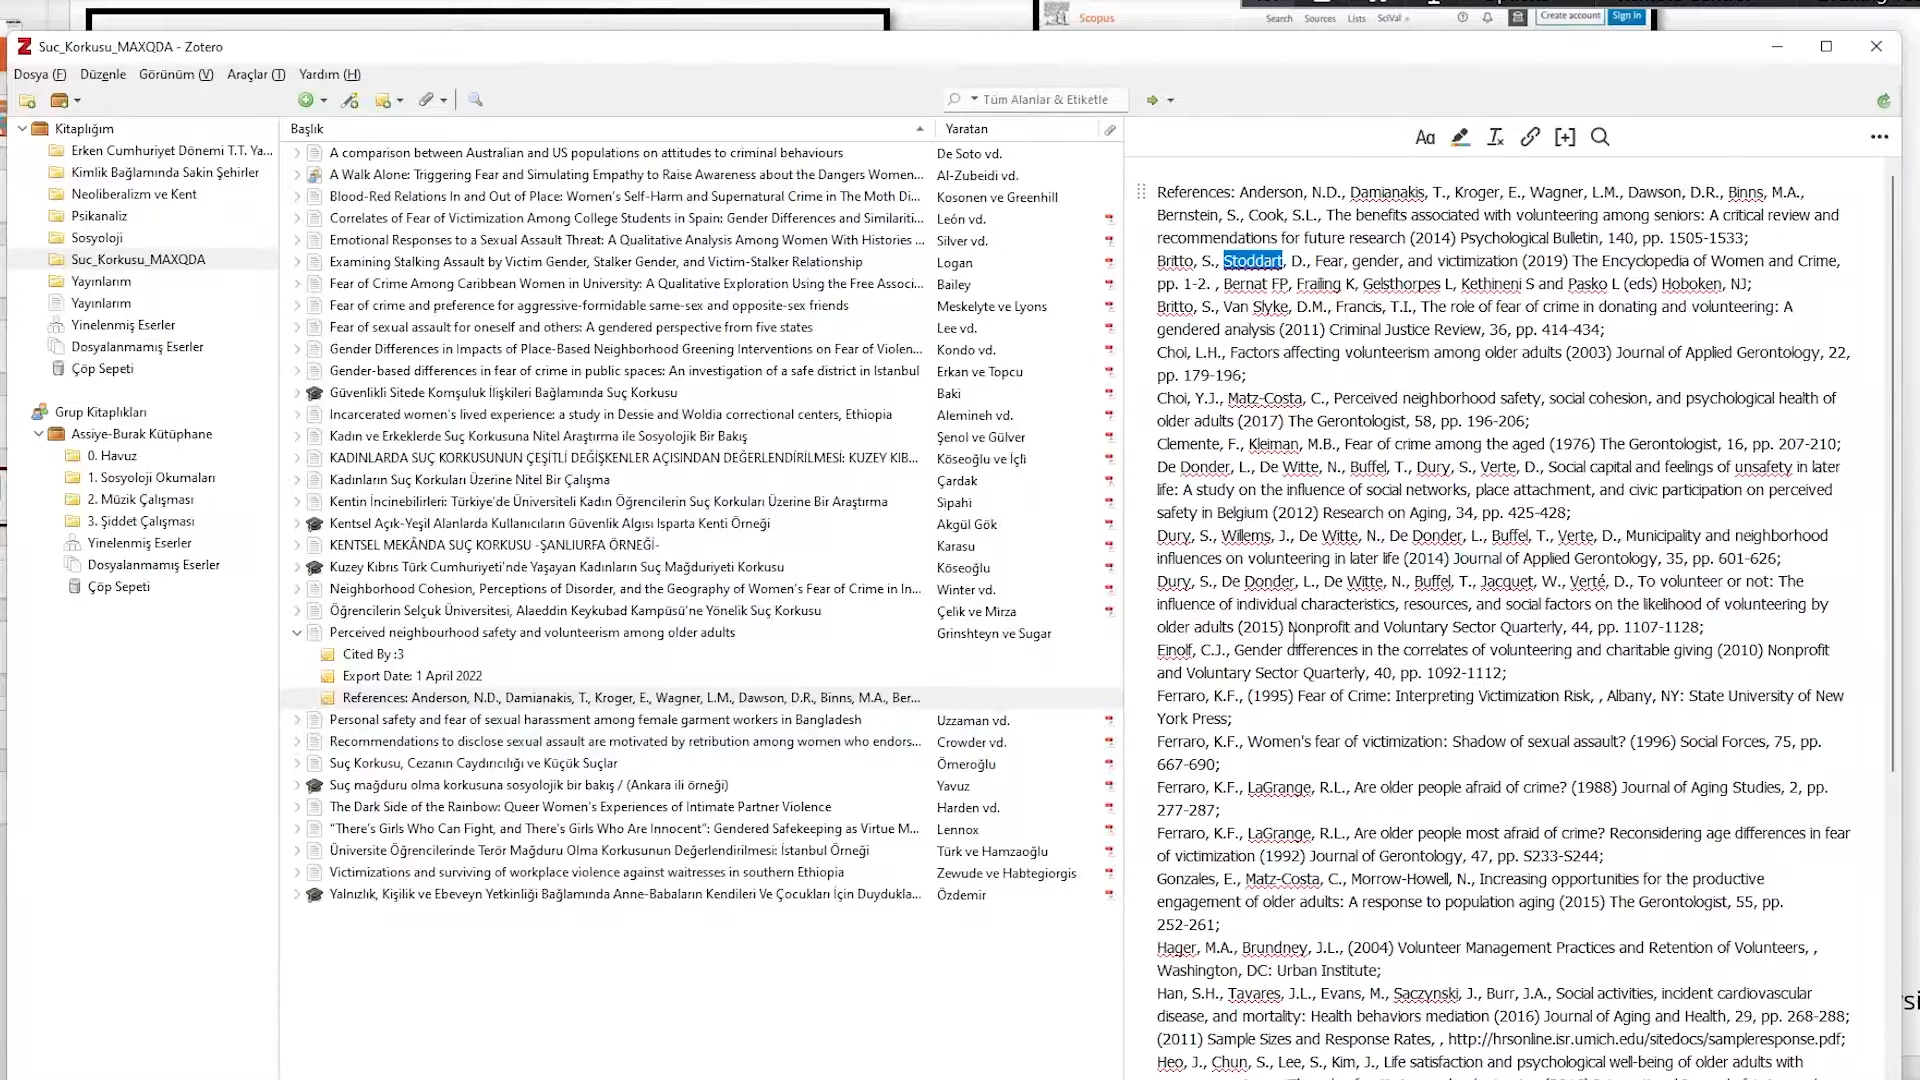 Scopus
Search
Sources
Lists
SciVal
Create account
Sign in
Suc_Korkusu_MAXQDA - Zotero
Dosya (F)
Düzenle
Görünüm (V)
Araçlar (T)
Yardım (H)
Tüm Alanlar & Etiketle
Kitaplığım
Erken Cumhuriyet Dönemi T.T. Ya...
Kimlik Bağlamında Sakin Şehirler
Neoliberalizm ve Kent
Psikanaliz
Sosyoloji
Suc_Korkusu_MAXQDA
Yayınlarım
Yayınlarım
Yinelenmiş Eserler
Dosyalanmamış Eserler
Çöp Sepeti
Grup Kitaplıkları
Assiye-Burak Kütüphane
0. Havuz
1. Sosyoloji Okumaları
2. Müzik Çalışması
3. Şiddet Çalışması
Yinelenmiş Eserler
Dosyalanmamış Eserler
Çöp Sepeti
Başlık Yaratan
A comparison between Australian and US populations on attitudes to criminal behaviours De Soto vd.
A Walk Alone: Triggering Fear and Simulating Empathy to Raise Awareness about the Dangers Women... Al-Zubeidi vd.
Blood-Red Relations In and Out of Place: Women's Self-Harm and Supernatural Crime in The Moth Di... Kosonen ve Greenhill
Correlates of Fear of Victimization Among College Students in Spain: Gender Differences and Similariti... León vd.
Emotional Responses to a Sexual Assault Threat: A Qualitative Analysis Among Women With Histories ... Silver vd.
Examining Stalking Assault by Victim Gender, Stalker Gender, and Victim-Stalker Relationship Logan
Fear of Crime Among Caribbean Women in University: A Qualitative Exploration Using the Free Associ... Bailey
Fear of crime and preference for aggressive-formidable same-sex and opposite-sex friends Meskelyte ve Lyons
Fear of sexual assault for oneself and others: A gendered perspective from five states Lee vd.
Gender Differences in Impacts of Place-Based Neighborhood Greening Interventions on Fear of Violen... Kondo vd.
Gender-based differences in fear of crime in public spaces: An investigation of a safe district in Istanbul Erkan ve Topcu
Güvenlikli Sitede Komşuluk İlişkileri Bağlamında Suç Korkusu Baki
Incarcerated women's lived experience: a study in Dessie and Woldia correctional centers, Ethiopia Alemineh vd.
Kadın ve Erkeklerde Suç Korkusuna Nitel Araştırma ile Sosyolojik Bir Bakış Şenol ve Gülver
KADINLARDA SUÇ KORKUSUNUN ÇEŞİTLİ DEĞİŞKENLER AÇISINDAN DEĞERLENDİRİLMESİ: KUZEY KIB... Köseoğlu ve İçli
Kadınların Suç Korkuları Üzerine Nitel Bir Çalışma Çardak
Kentin İncinebilirleri: Türkiye'de Üniversiteli Kadın Öğrencilerin Suç Korkuları Üzerine Bir Araştırma Sipahi
Kentsel Açık-Yeşil Alanlarda Kullanıcıların Güvenlik Algısı Isparta Kenti Örneği Akgül Gök
KENTSEL MEKÂNDA SUÇ KORKUSU -ŞANLIURFA ÖRNEĞİ- Karasu
Kuzey Kıbrıs Türk Cumhuriyeti'nde Yaşayan Kadınların Suç Mağduriyeti Korkusu Köseoğlu
Neighborhood Cohesion, Perceptions of Disorder, and the Geography of Women's Fear of Crime in In... Winter vd.
Öğrencilerin Selçuk Üniversitesi, Alaeddin Keykubad Kampüsü'ne Yönelik Suç Korkusu Çelik ve Mirza
Perceived neighbourhood safety and volunteerism among older adults Grinshteyn ve Sugar
Cited By :3
Export Date: 1 April 2022
References: Anderson, N.D., Damianakis, T., Kroger, E., Wagner, L.M., Dawson, D.R., Binns, M.A., Ber...
Personal safety and fear of sexual harassment among female garment workers in Bangladesh Uzzaman vd.
Recommendations to disclose sexual assault are motivated by retribution among women who endors... Crowder vd.
Suç Korkusu, Cezanın Caydırıcılığı ve Küçük Suçlar Ömeroğlu
Suç mağduru olma korkusuna sosyolojik bir bakış / (Ankara ili örneği) Yavuz
The Dark Side of the Rainbow: Queer Women's Experiences of Intimate Partner Violence Harden vd.
"There's Girls Who Can Fight, and There's Girls Who Are Innocent": Gendered Safekeeping as Virtue M... Lennox
Üniversite Öğrencilerinde Terör Mağduru Olma Korkusunun Değerlendirilmesi: İstanbul Örneği Türk ve Hamzaoğlu
Victimizations and surviving of workplace violence against waitresses in southern Ethiopia Zewude ve Habtegiorgis
Yalnızlık, Kişilik ve Ebeveyn Yetkinliği Bağlamında Anne-Babaların Kendileri Ve Çocukları İçin Duydukla... Özdemir
References: Anderson, N.D., Damianakis, T., Kroger, E., Wagner, L.M., Dawson, D.R., Binns, M.A.,
Bernstein, S., Cook, S.L., The benefits associated with volunteering among seniors: A critical review and
recommendations for future research (2014) Psychological Bulletin, 140, pp. 1505-1533;
Britto, S., Stoddart, D., Fear, gender, and victimization (2019) The Encyclopedia of Women and Crime,
pp. 1-2. , Bernat FP, Frailing K, Gelsthorpes L, Kethineni S and Pasko L (eds) Hoboken, NJ;
Britto, S., Van Slyke, D.M., Francis, T.I., The role of fear of crime in donating and volunteering: A
gendered analysis (2011) Criminal Justice Review, 36, pp. 414-434;
Choi, L.H., Factors affecting volunteerism among older adults (2003) Journal of Applied Gerontology, 22,
pp. 179-196;
Choi, Y.J., Matz-Costa, C., Perceived neighborhood safety, social cohesion, and psychological health of
older adults (2017) The Gerontologist, 58, pp. 196-206;
Clemente, F., Kleiman, M.B., Fear of crime among the aged (1976) The Gerontologist, 16, pp. 207-210;
De Donder, L., De Witte, N., Buffel, T., Dury, S., Verte, D., Social capital and feelings of unsafety in later
life: A study on the influence of social networks, place attachment, and civic participation on perceived
safety in Belgium (2012) Research on Aging, 34, pp. 425-428;
Dury, S., Willems, J., De Witte, N., De Donder, L., Buffel, T., Verte, D., Municipality and neighborhood
influences on volunteering in later life (2014) Journal of Applied Gerontology, 35, pp. 601-626;
Dury, S., De Donder, L., De Witte, N., Buffel, T., Jacquet, W., Verté, D., To volunteer or not: The
influence of individual characteristics, resources, and social factors on the likelihood of volunteering by
older adults (2015) Nonprofit and Voluntary Sector Quarterly, 44, pp. 1107-1128;
Einolf, C.J., Gender differences in the correlates of volunteering and charitable giving (2010) Nonprofit
and Voluntary Sector Quarterly, 40, pp. 1092-1112;
Ferraro, K.F., (1995) Fear of Crime: Interpreting Victimization Risk, , Albany, NY: State University of New
York Press;
Ferraro, K.F., Women's fear of victimization: Shadow of sexual assault? (1996) Social Forces, 75, pp.
667-690;
Ferraro, K.F., LaGrange, R.L., Are older people afraid of crime? (1988) Journal of Aging Studies, 2, pp.
277-287;
Ferraro, K.F., LaGrange, R.L., Are older people most afraid of crime? Reconsidering age differences in fear
of victimization (1992) Journal of Gerontology, 47, pp. S233-S244;
Gonzales, E., Matz-Costa, C., Morrow-Howell, N., Increasing opportunities for the productive
engagement of older adults: A response to population aging (2015) The Gerontologist, 55, pp.
252-261;
Hager, M.A., Brundney, J.L., (2004) Volunteer Management Practices and Retention of Volunteers, ,
Washington, DC: Urban Institute;
Han, S.H., Tavares, J.L., Evans, M., Saczynski, J., Burr, J.A., Social activities, incident cardiovascular
disease, and mortality: Health behaviors mediation (2016) Journal of Aging and Health, 29, pp. 268-288;
(2011) Sample Sizes and Response Rates, , http://hrsonline.isr.umich.edu/sitedocs/sampleresponse.pdf;
Heo, J., Chun, S., Lee, S., Kim, J., Life satisfaction and psychological well-being of older adults with